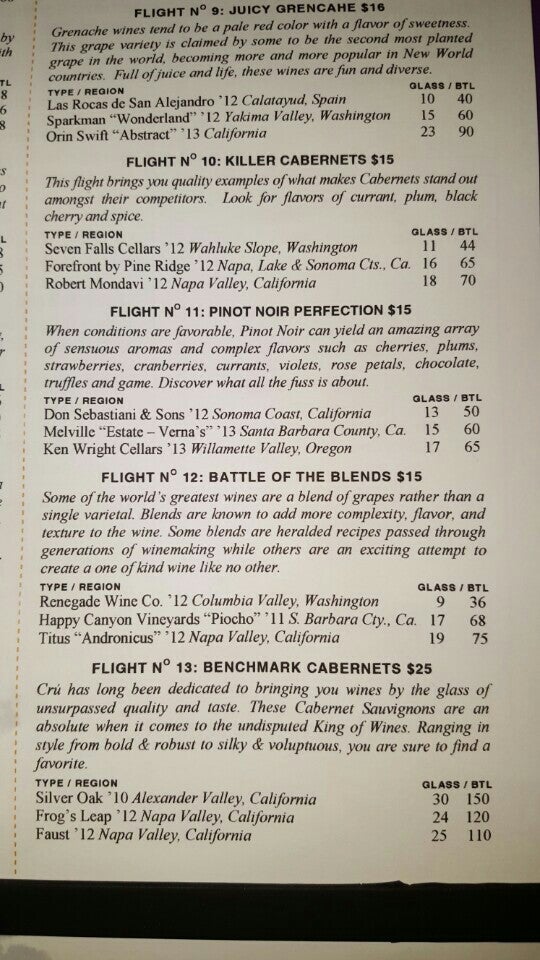 FLIGHT Nº 9: JUICY GRENCAHE $16
Grenache wines tend to be a pale red color with a flavor of sweetness.
This grape variety is claimed by some to be the second most planted
grape in the world, becoming more and more popular in New World
countries. Full of juice and life, these wines are fun and diverse.
TYPE / REGION GLASS / BTL
Las Rocas de San Alejandro ’12 Calatayud, Spain 10 40
Sparkman “Wonderland” ’12 Yakima Valley, Washington 15 60
Orin Swift “Abstract” ’13 California 23 90
FLIGHT Nº 10: KILLER CABERNETS $15
This flight brings you quality examples of what makes Cabernets stand out
amongst their competitors. Look for flavors of currant, plum, black
cherry and spice.
TYPE / REGION GLASS / BTL
Seven Falls Cellars ’12 Wahluke Slope, Washington 11 44
Forefront by Pine Ridge ’12 Napa, Lake & Sonoma Cts., Ca. 16 65
Robert Mondavi ’12 Napa Valley, California 18 70
FLIGHT Nº 11: PINOT NOIR PERFECTION $15
When conditions are favorable, Pinot Noir can yield an amazing array
of sensuous aromas and complex flavors such as cherries, plums,
strawberries, cranberries, currants, violets, rose petals, chocolate,
truffles and game. Discover what all the fuss is about.
TYPE / REGION GLASS / BTL
Don Sebastiani & Sons ’12 Sonoma Coast, California 13 50
Melville “Estate – Verna’s” ’13 Santa Barbara County, Ca. 15 60
Ken Wright Cellars ’13 Willamette Valley, Oregon 17 65
FLIGHT Nº 12: BATTLE OF THE BLENDS $15
Some of the world’s greatest wines are a blend of grapes rather than a
single varietal. Blends are known to add more complexity, flavor, and
texture to the wine. Some blends are heralded recipes passed through
generations of winemaking while others are an exciting attempt to
create a one of kind wine like no other.
TYPE / REGION GLASS / BTL
Renegade Wine Co. ’12 Columbia Valley, Washington 9 36
Happy Canyon Vineyards “Piocho” ’11 S. Barbara Cty., Ca. 17 68
Titus “Andronicus” ’12 Napa Valley, California 19 75
FLIGHT Nº 13: BENCHMARK CABERNETS $25
Crú has long been dedicated to bringing you wines by the glass of
unsurpassed quality and taste. These Cabernet Sauvignons are an
absolute when it comes to the undisputed King of Wines. Ranging in
style from bold & robust to silky & voluptuous, you are sure to find a
favorite.
TYPE / REGION GLASS / BTL
Silver Oak ’10 Alexander Valley, California 30 150
Frog’s Leap ’12 Napa Valley, California 24 120
Faust ’12 Napa Valley, California 25 110